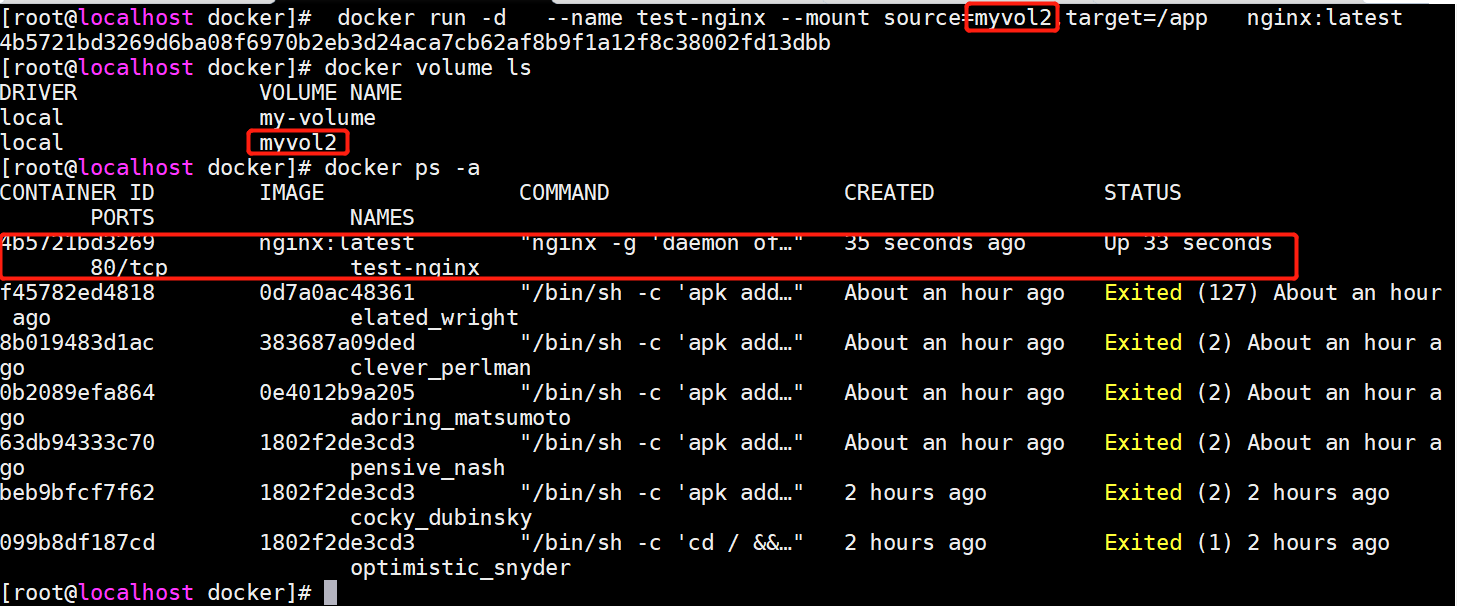 [root@localhost docker]#  docker run -d   --name test-nginx --mount source=myvol2,target=/app   nginx:latest
4b5721bd3269d6ba08f6970b2eb3d24aca7cb62af8b9f1a12f8c38002fd13dbb
[root@localhost docker]# docker volume ls
DRIVER              VOLUME NAME
local               my-volume
local               myvol2
[root@localhost docker]# docker ps -a
CONTAINER ID        IMAGE               COMMAND                  CREATED             STATUS
       PORTS               NAMES
4b5721bd3269        nginx:latest        "nginx -g 'daemon of…"   35 seconds ago      Up 33 seconds
       80/tcp              test-nginx
f45782ed4818        0d7a0ac48361        "/bin/sh -c 'apk add…"   About an hour ago   Exited (127) About an hour
 ago                       elated_wright
8b019483d1ac        383687a09ded        "/bin/sh -c 'apk add…"   About an hour ago   Exited (2) About an hour a
go                         clever_perlman
0b2089efa864        0e4012b9a205        "/bin/sh -c 'apk add…"   About an hour ago   Exited (2) About an hour a
go                         adoring_matsumoto
63db94333c70        1802f2de3cd3        "/bin/sh -c 'apk add…"   About an hour ago   Exited (2) About an hour a
go                         pensive_nash
beb9bfcf7f62        1802f2de3cd3        "/bin/sh -c 'apk add…"   2 hours ago         Exited (2) 2 hours ago
                           cocky_dubinsky
099b8df187cd        1802f2de3cd3        "/bin/sh -c 'cd / &&…"   2 hours ago         Exited (1) 2 hours ago
                           optimistic_snyder
[root@localhost docker]#